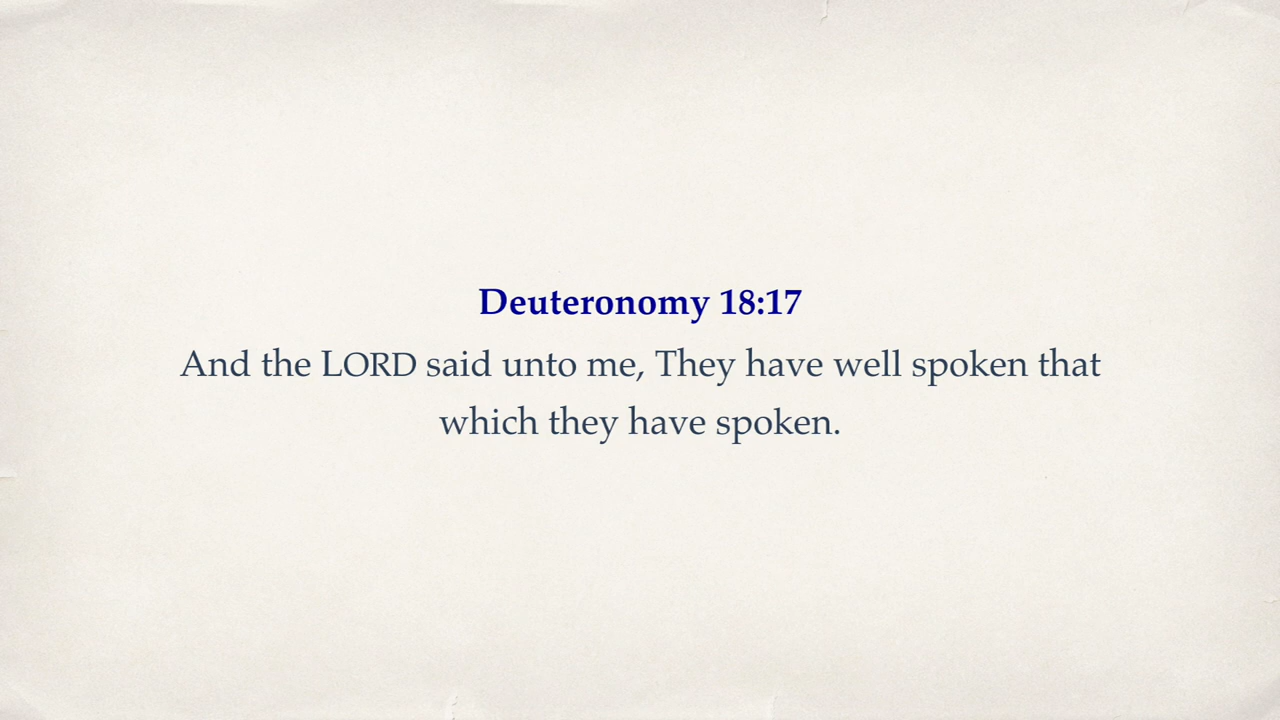 Deuteronomy 18:17
And the LORD said unto me, They have well spoken that
which they have spoken.